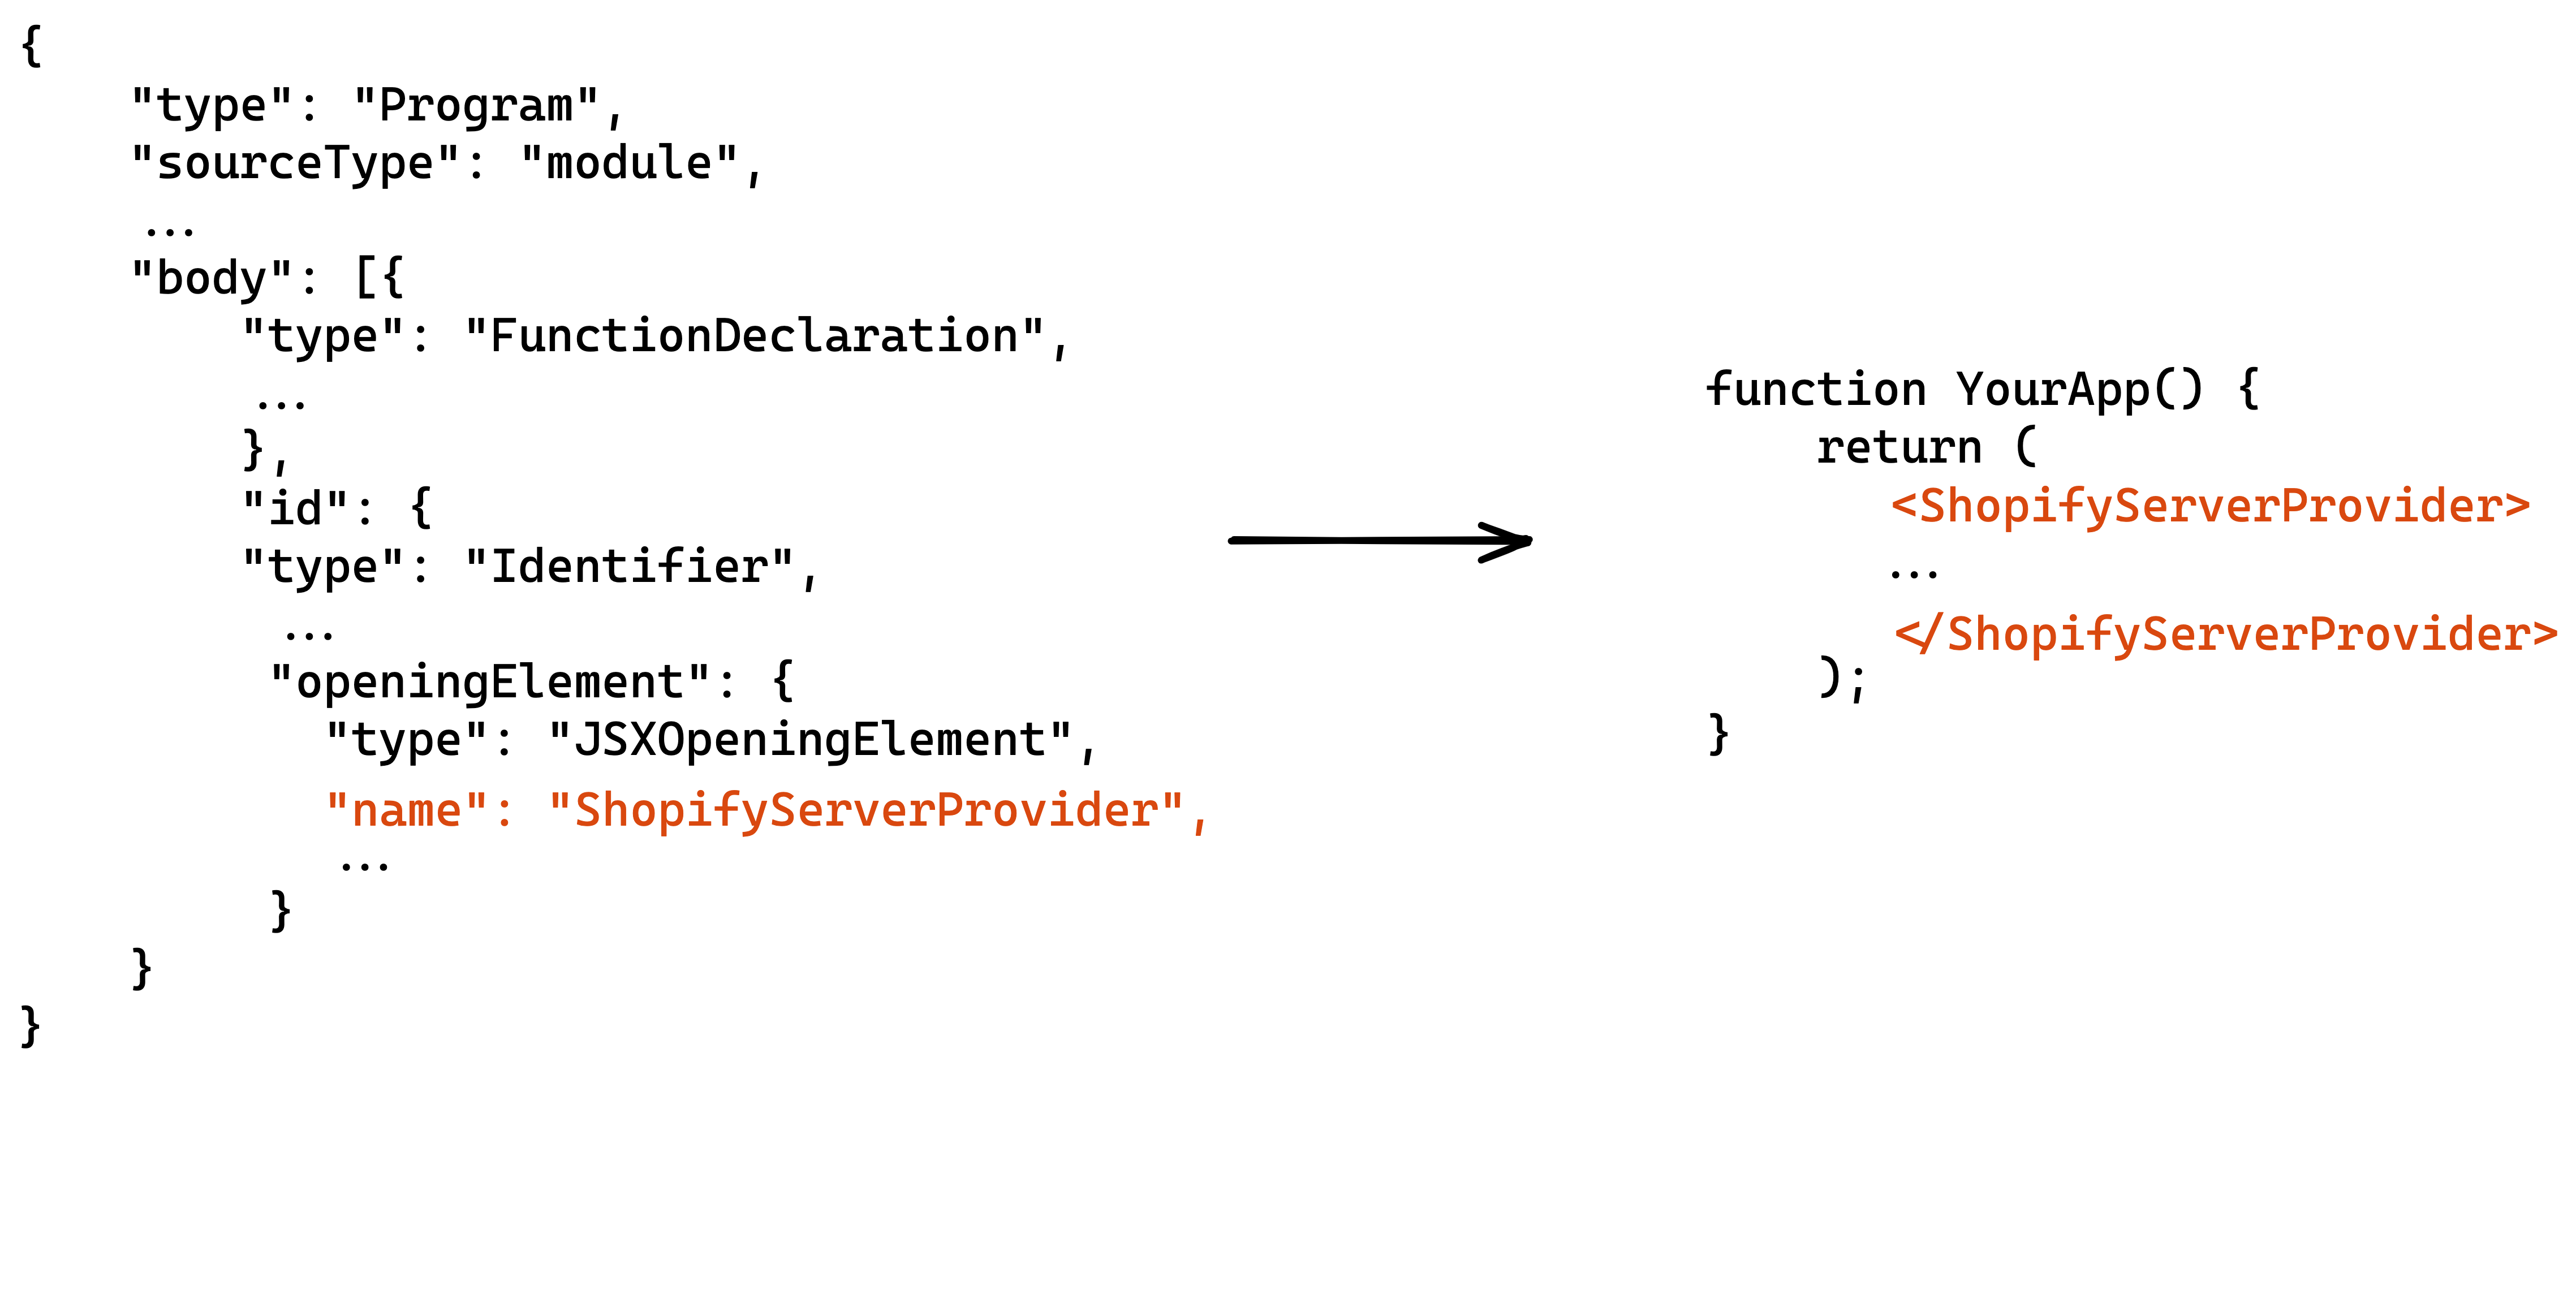 {
"type": "Program",
"sourceType": "module",
...
"body": [{
"type": "FunctionDeclaration",
...
},
"id": {
"type": "Identifier",
...
"openingElement": {
"type": "JSXOpeningElement",
"name": "ShopifyServerProvider",
...
}
}
}
function YourApp() {
return (
<ShopifyServerProvider>
...
</ShopifyServerProvider>
);
}